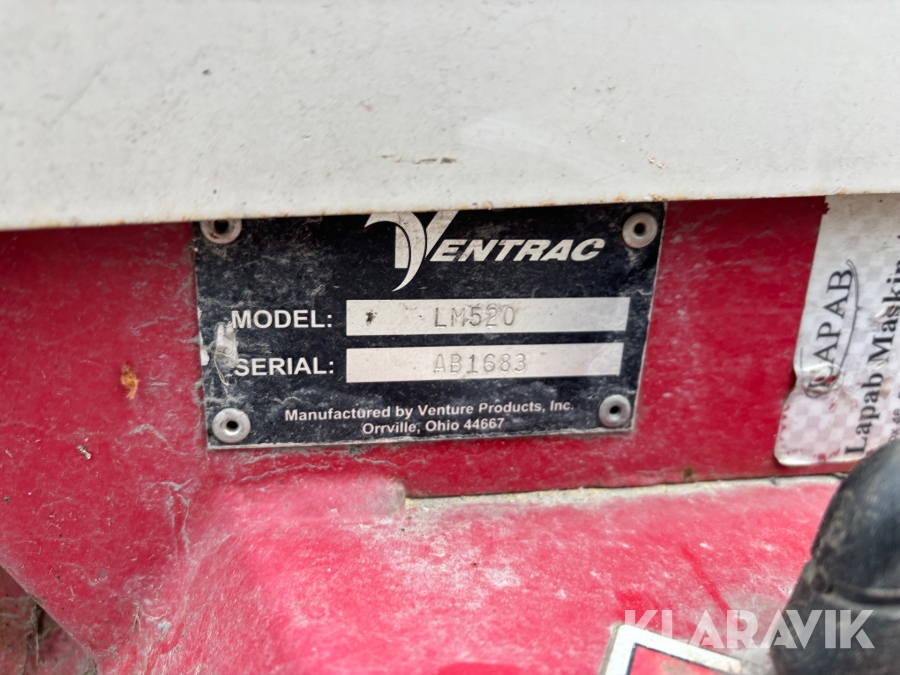 VENTRAC
MODEL: LM520
SERIAL: AB1683
Manufactured by Venture Products, Inc.
Orrville, Ohio 44667
LAPAB
Lapab Maskin
KLARAVIK